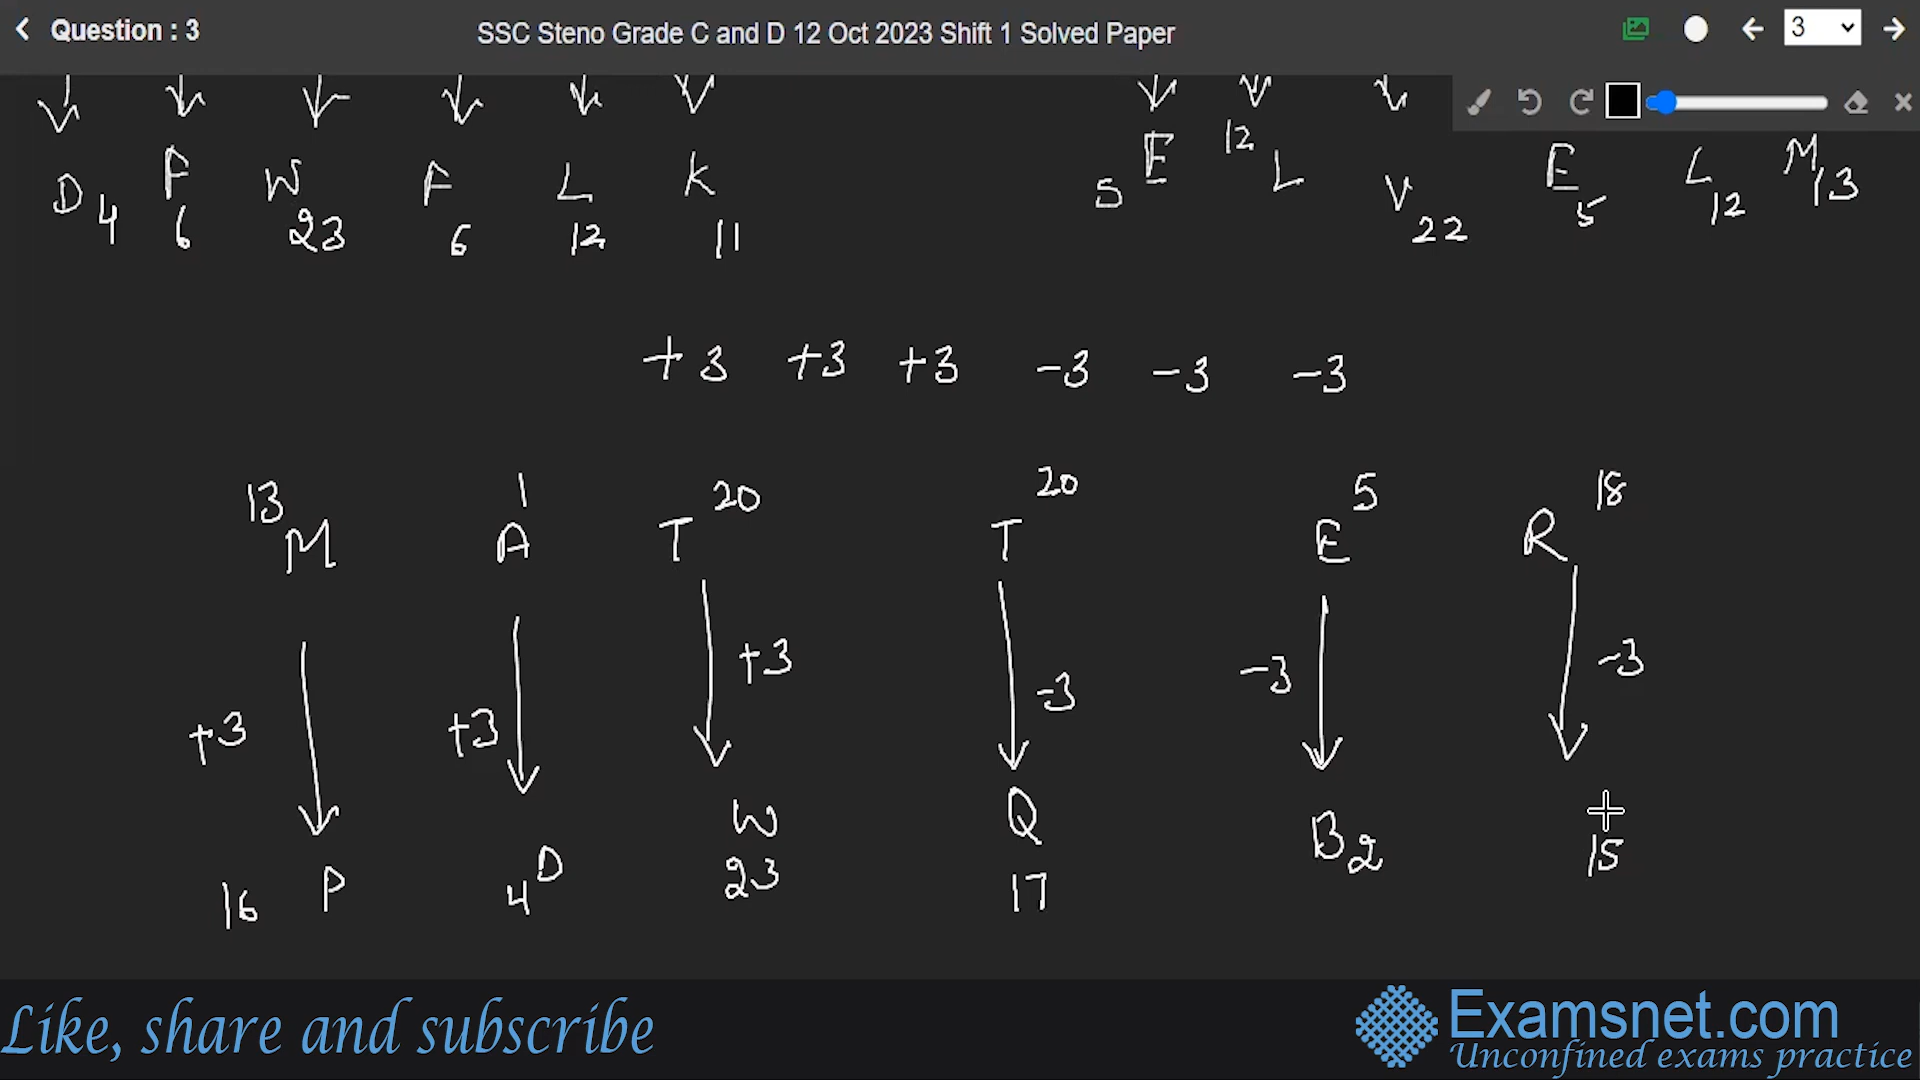 Question : 3 SSC Steno Grade C and D 12 Oct 2023 Shift 1 Solved Paper 3
D 4 F 6 W 23 F 6 L 12 K 11 5 E 12 L V 22 E 5 L 12 M 13
+3 +3 +3 -3 -3 -3
13 M 1 A T 20 T 20 E 5 R 18
+3 +3 +3 -3 -3 -3
16 P 4 D W 23 Q 17 B 2 15
Like, share and subscribe
Examsnet.com
Unconfined exams practice